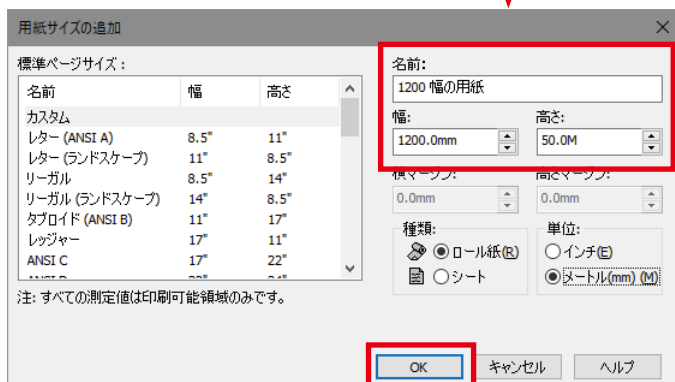 用紙サイズの追加
標準ページサイズ：
名前 幅 高さ
カスタム
レター (ANSI A) 8.5" 11"
レター (ランドスケープ) 11" 8.5"
リーガル 8.5" 14"
リーガル (ランドスケープ) 14" 8.5"
タブロイド (ANSI B) 11" 17"
レッジャー 17" 11"
ANSI C 17" 22"
注: すべての測定値は印刷可能領域のみです。
名前:
1200 幅の用紙
幅: 高さ:
1200.0mm 50.0M
横マージン: 高さマージン:
0.0mm 0.0mm
種類: 単位:
ロール紙(R) インチ(E)
シート メートル(mm) (M)
OK キャンセル ヘルプ